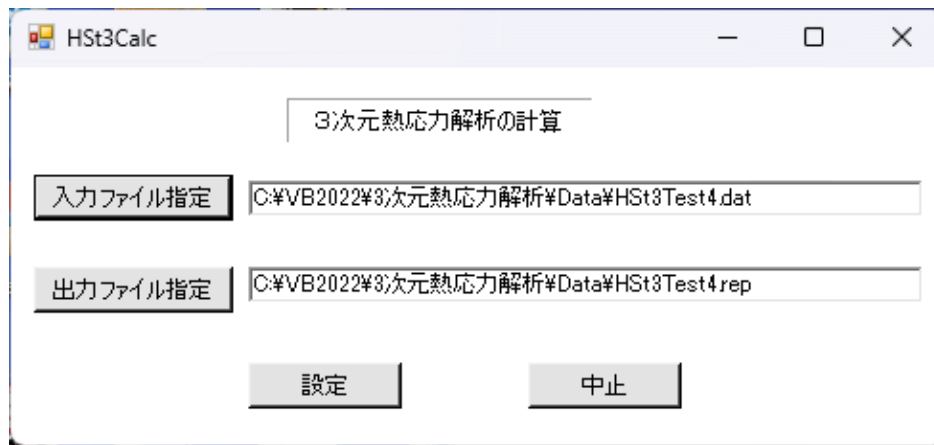 HSt3Calc
3次元熱応力解析の計算
入力ファイル指定 C:¥VB2022¥3次元熱応力解析¥Data¥HSt3Test4.dat
出力ファイル指定 C:¥VB2022¥3次元熱応力解析¥Data¥HSt3Test4.rep
設定 中止